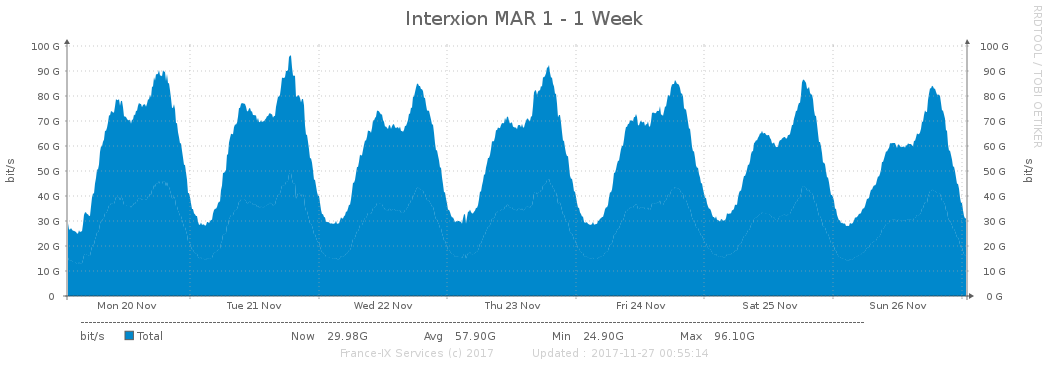 Interxion MAR 1 - 1 Week
RRDTOOL / TOBI OETIKER
bit/s
100 G
90 G
80 G
70 G
60 G
50 G
40 G
30 G
20 G
10 G
0
100 G
90 G
80 G
70 G
60 G
50 G
40 G
30 G
20 G
10 G
0 G
bit/s
Mon 20 Nov Tue 21 Nov Wed 22 Nov Thu 23 Nov Fri 24 Nov Sat 25 Nov Sun 26 Nov
bit/s Total Now 29.98G Avg 57.90G Min 24.90G Max 96.10G
France-IX Services (c) 2017 Updated : 2017-11-27 00:55:14